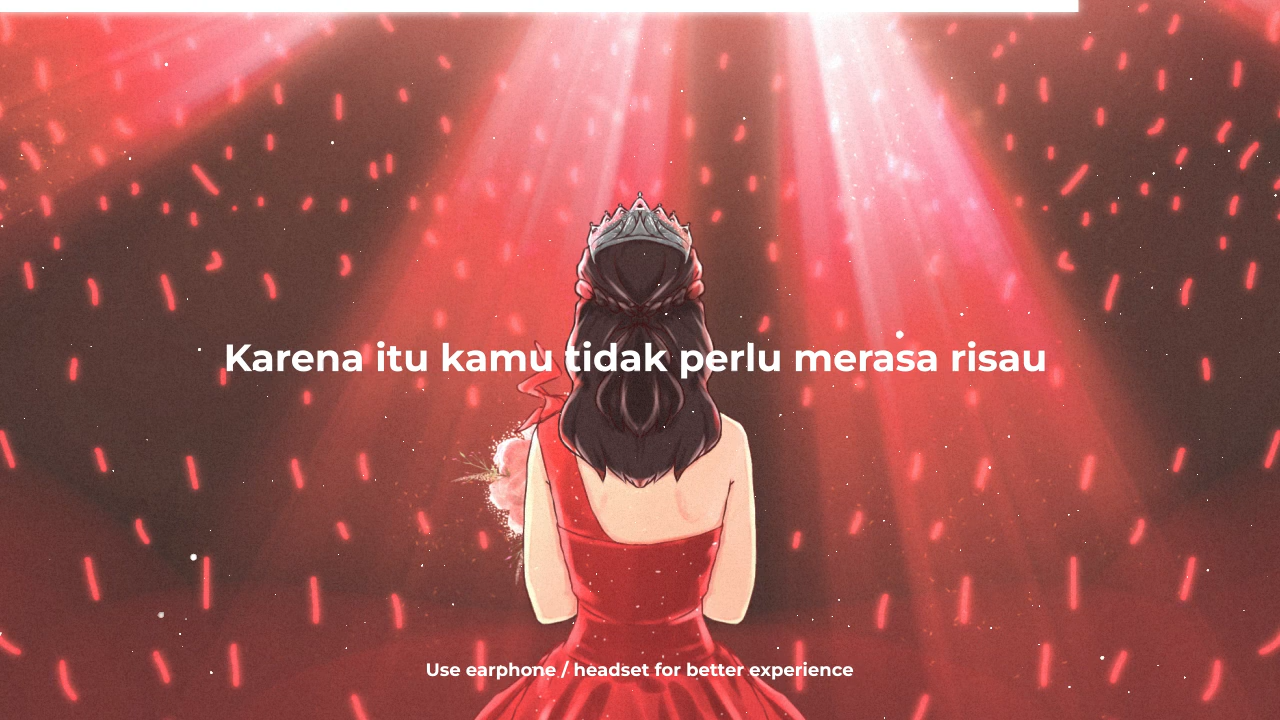 Karena itu kamu tidak perlu merasa risau
Use earphone / headset for better experience